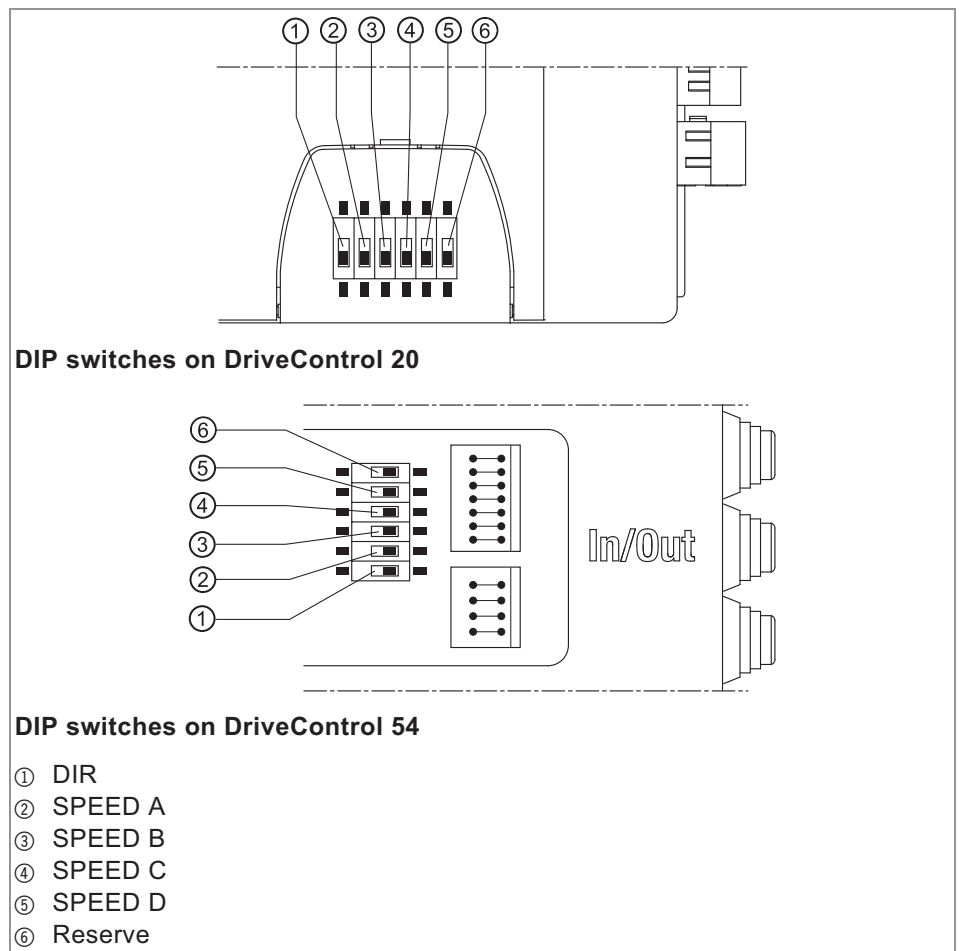 ① ② ③ ④ ⑤ ⑥
DIP switches on DriveControl 20
⑥
⑤
④
③
②
①
In/Out
DIP switches on DriveControl 54
① DIR
② SPEED A
③ SPEED B
④ SPEED C
⑤ SPEED D
⑥ Reserve